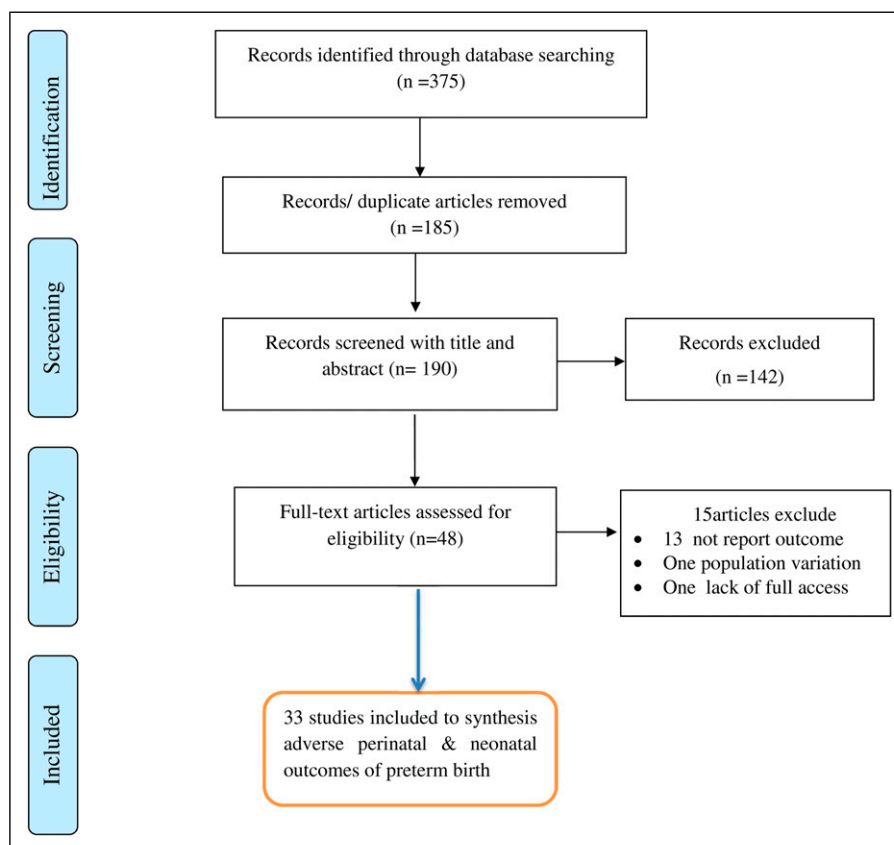 Identification
Records identified through database searching
(n =375)
Records/ duplicate articles removed
(n =185)
Screening
Records screened with title and
abstract (n= 190)
Records excluded
(n =142)
Eligibility
Full-text articles assessed for
eligibility (n=48)
15articles exclude
• 13 not report outcome
• One population variation
• One lack of full access
Included
33 studies included to synthesis
adverse perinatal & neonatal
outcomes of preterm birth